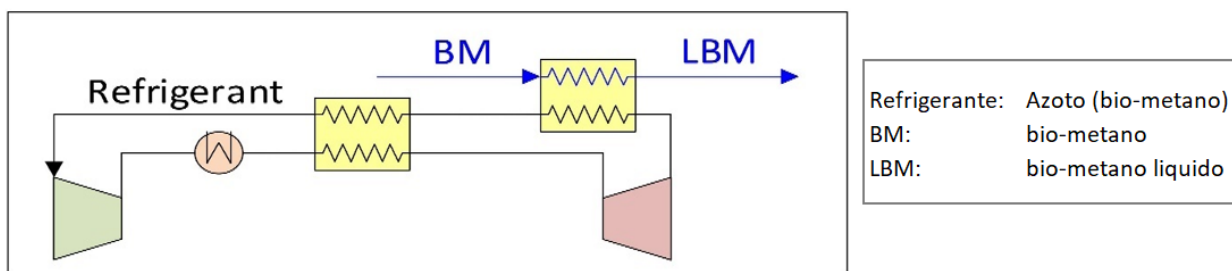 BM
LBM
Refrigerant
Refrigerante: Azoto (bio-metano)
BM: bio-metano
LBM: bio-metano liquido